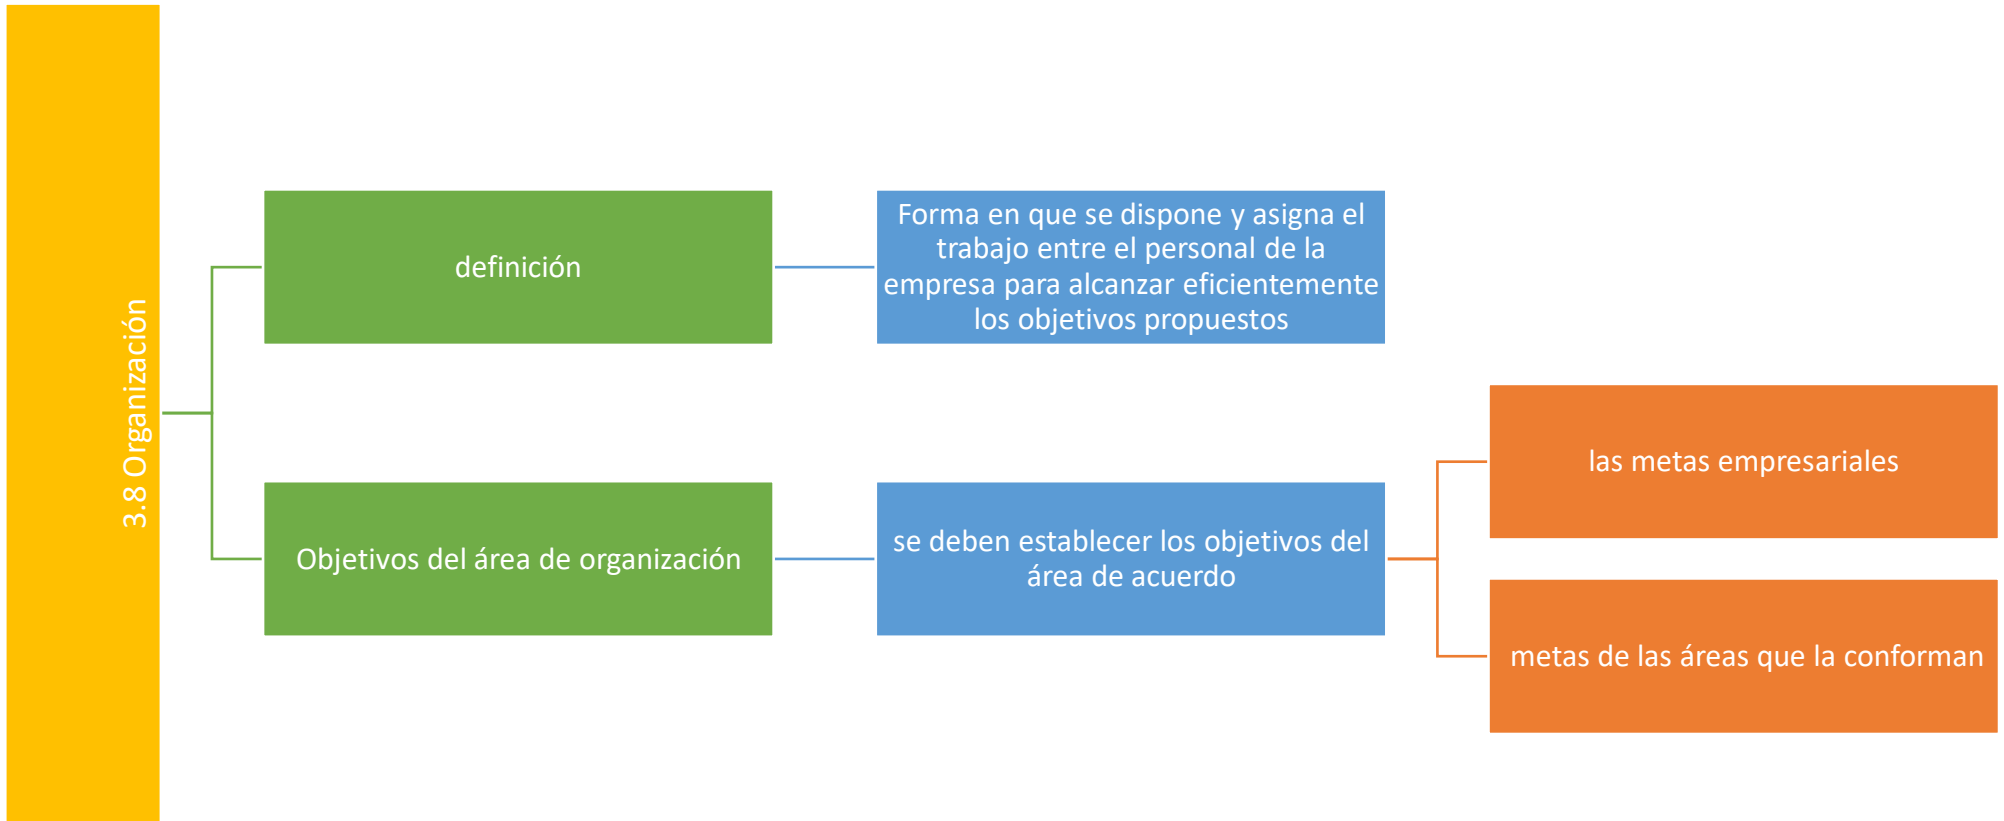 3.8 Organización
definición
Forma en que se dispone y asigna el
trabajo entre el personal de la
empresa para alcanzar eficientemente
los objetivos propuestos
Objetivos del área de organización
se deben establecer los objetivos del
área de acuerdo
las metas empresariales
metas de las áreas que la conforman